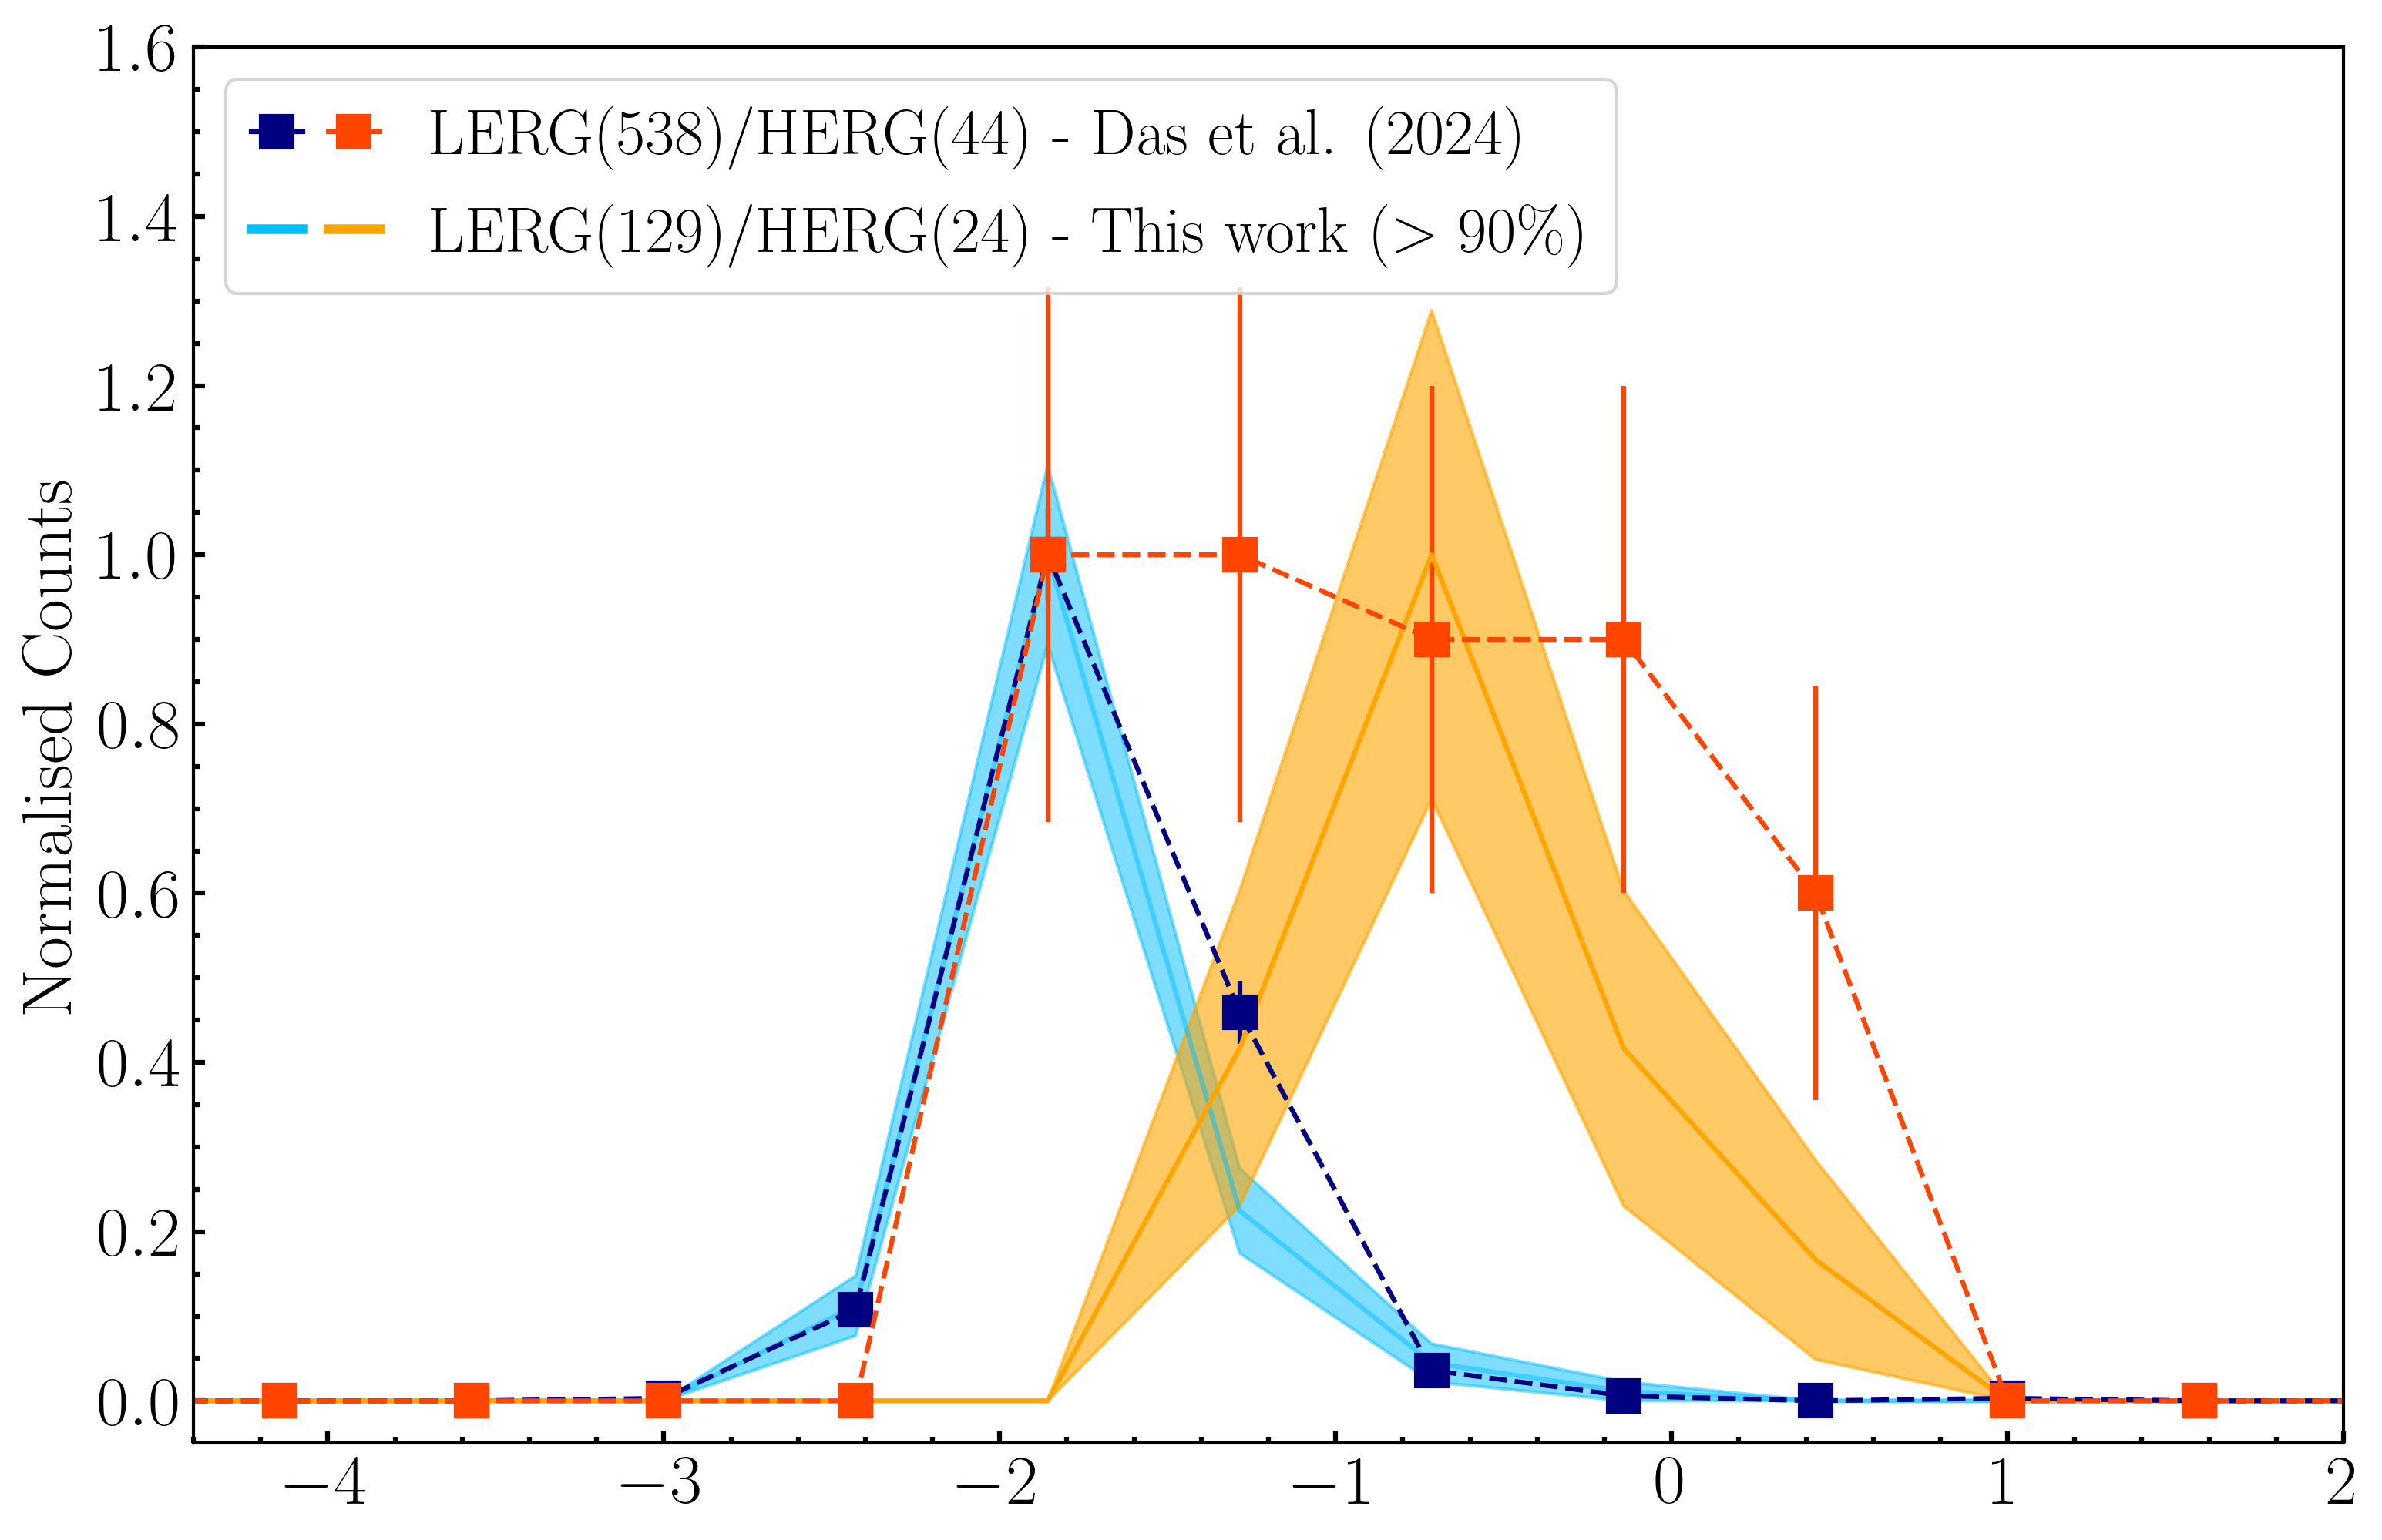 LERG(538)/HERG(44) - Das et al. (2024)
LERG(129)/HERG(24) - This work (> 90%)
Normalised Counts
1.6
1.4
1.2
1.0
0.8
0.6
0.4
0.2
0.0
−4 −3 −2 −1 0 1 2